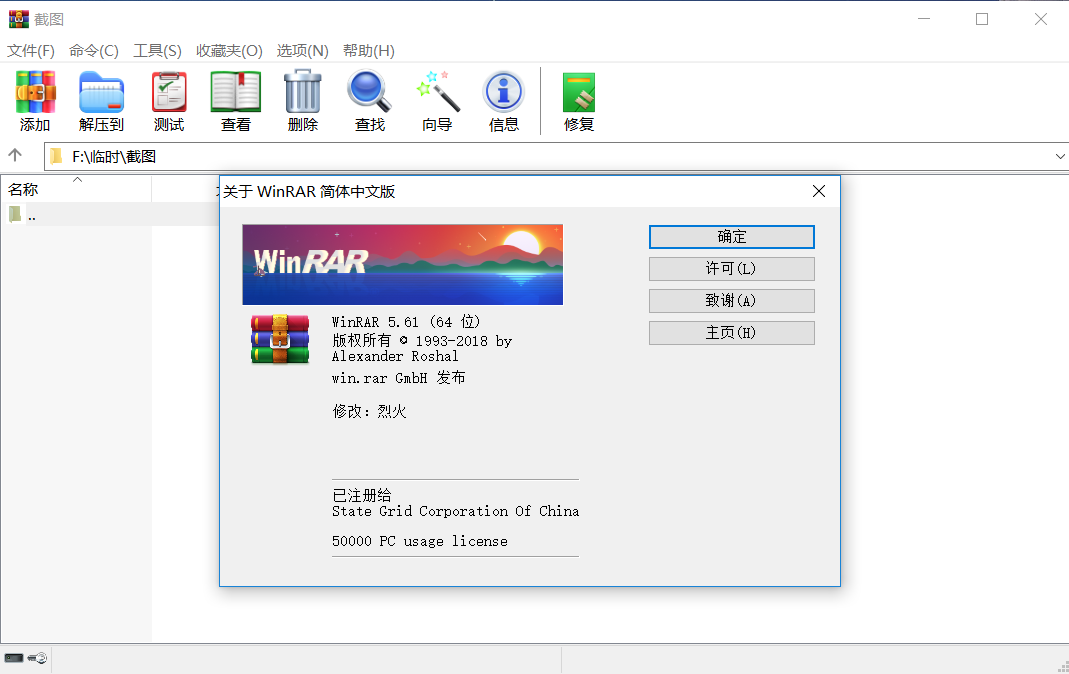 截图
文件(F) 命令(C) 工具(S) 收藏夹(O) 选项(N) 帮助(H)
添加 解压到 测试 查看 删除 查找 向导 信息 修复
F:\临时\截图
名称
..
关于 WinRAR 简体中文版
WinRAR
确定
许可(L)
致谢(A)
主页(H)
WinRAR 5.61 (64 位)
版权所有 © 1993-2018 by
Alexander Roshal
win.rar GmbH 发布
修改：烈火
已注册给
State Grid Corporation Of China
50000 PC usage license